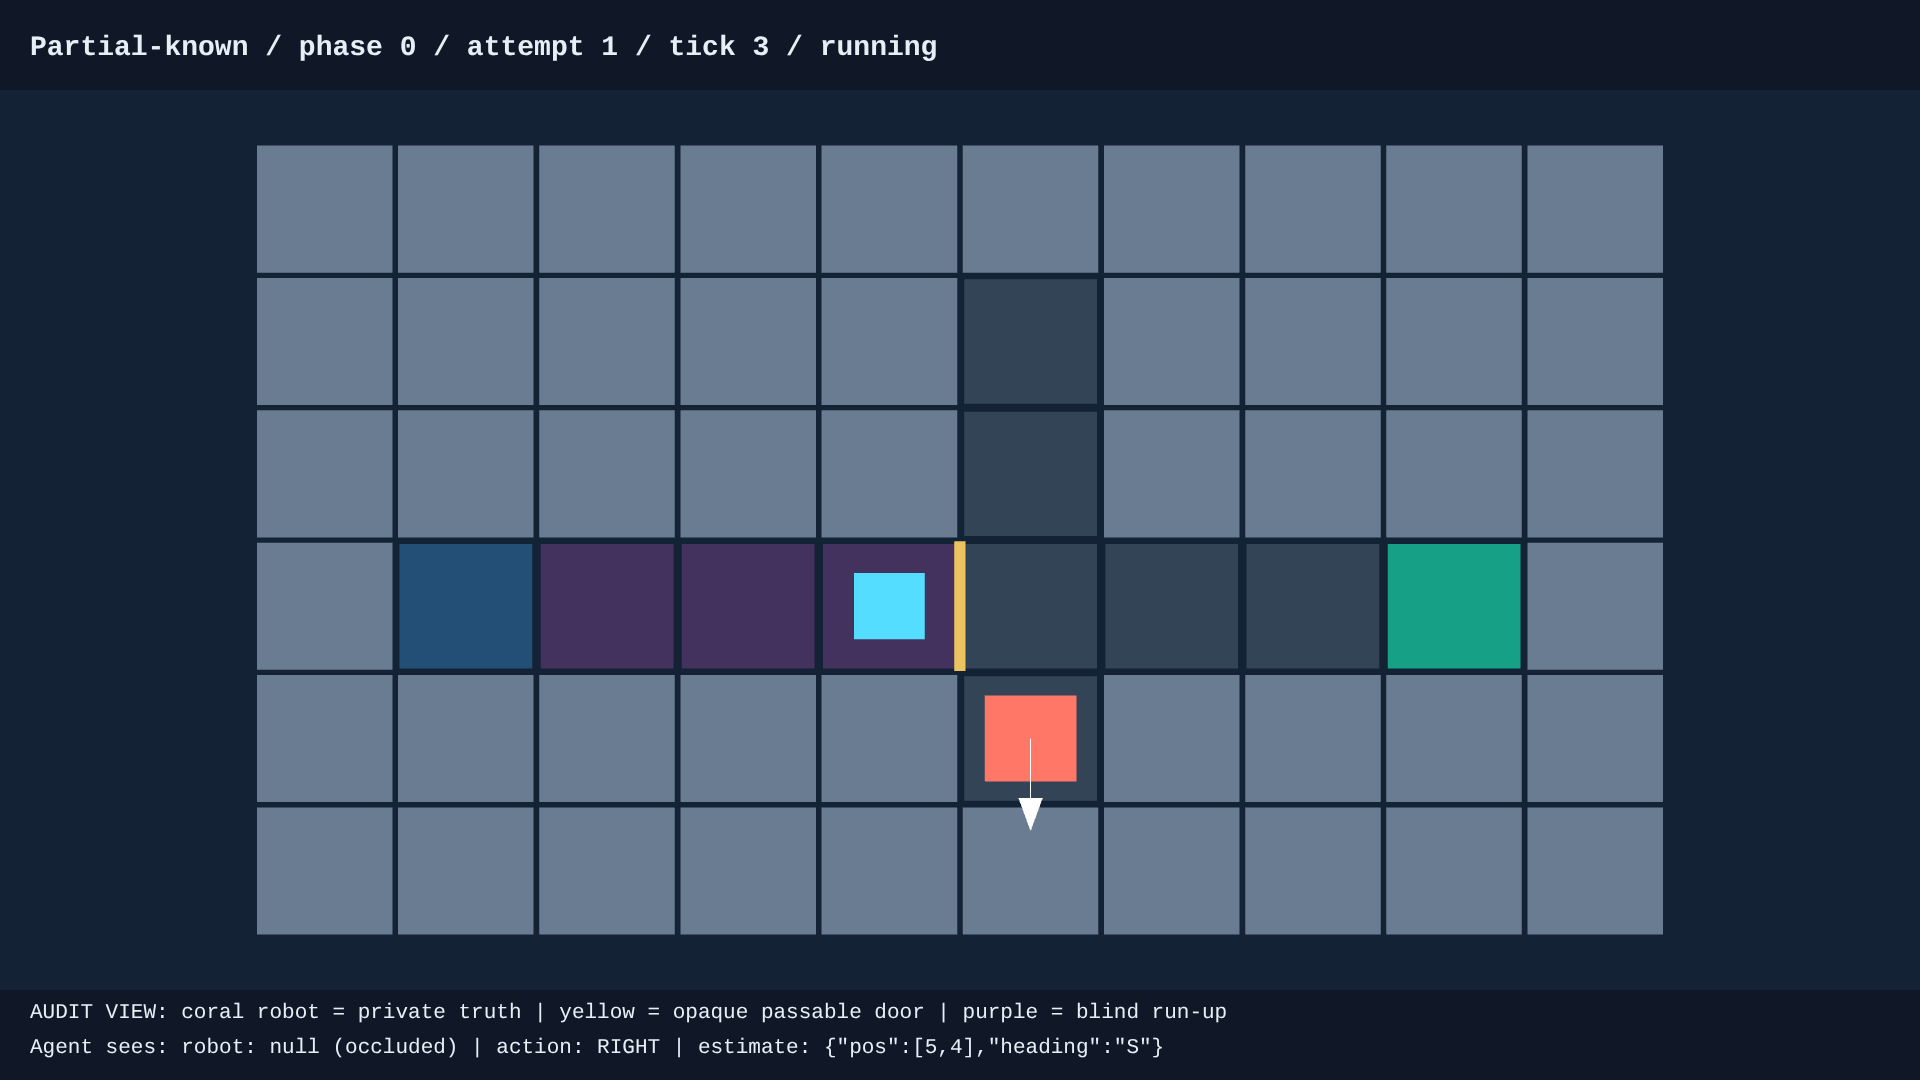 Partial-known / phase 0 / attempt 1 / tick 3 / running
AUDIT VIEW: coral robot = private truth | yellow = opaque passable door | purple = blind run-up
Agent sees: robot: null (occluded) | action: RIGHT | estimate: {"pos":[5,4],"heading":"S"}